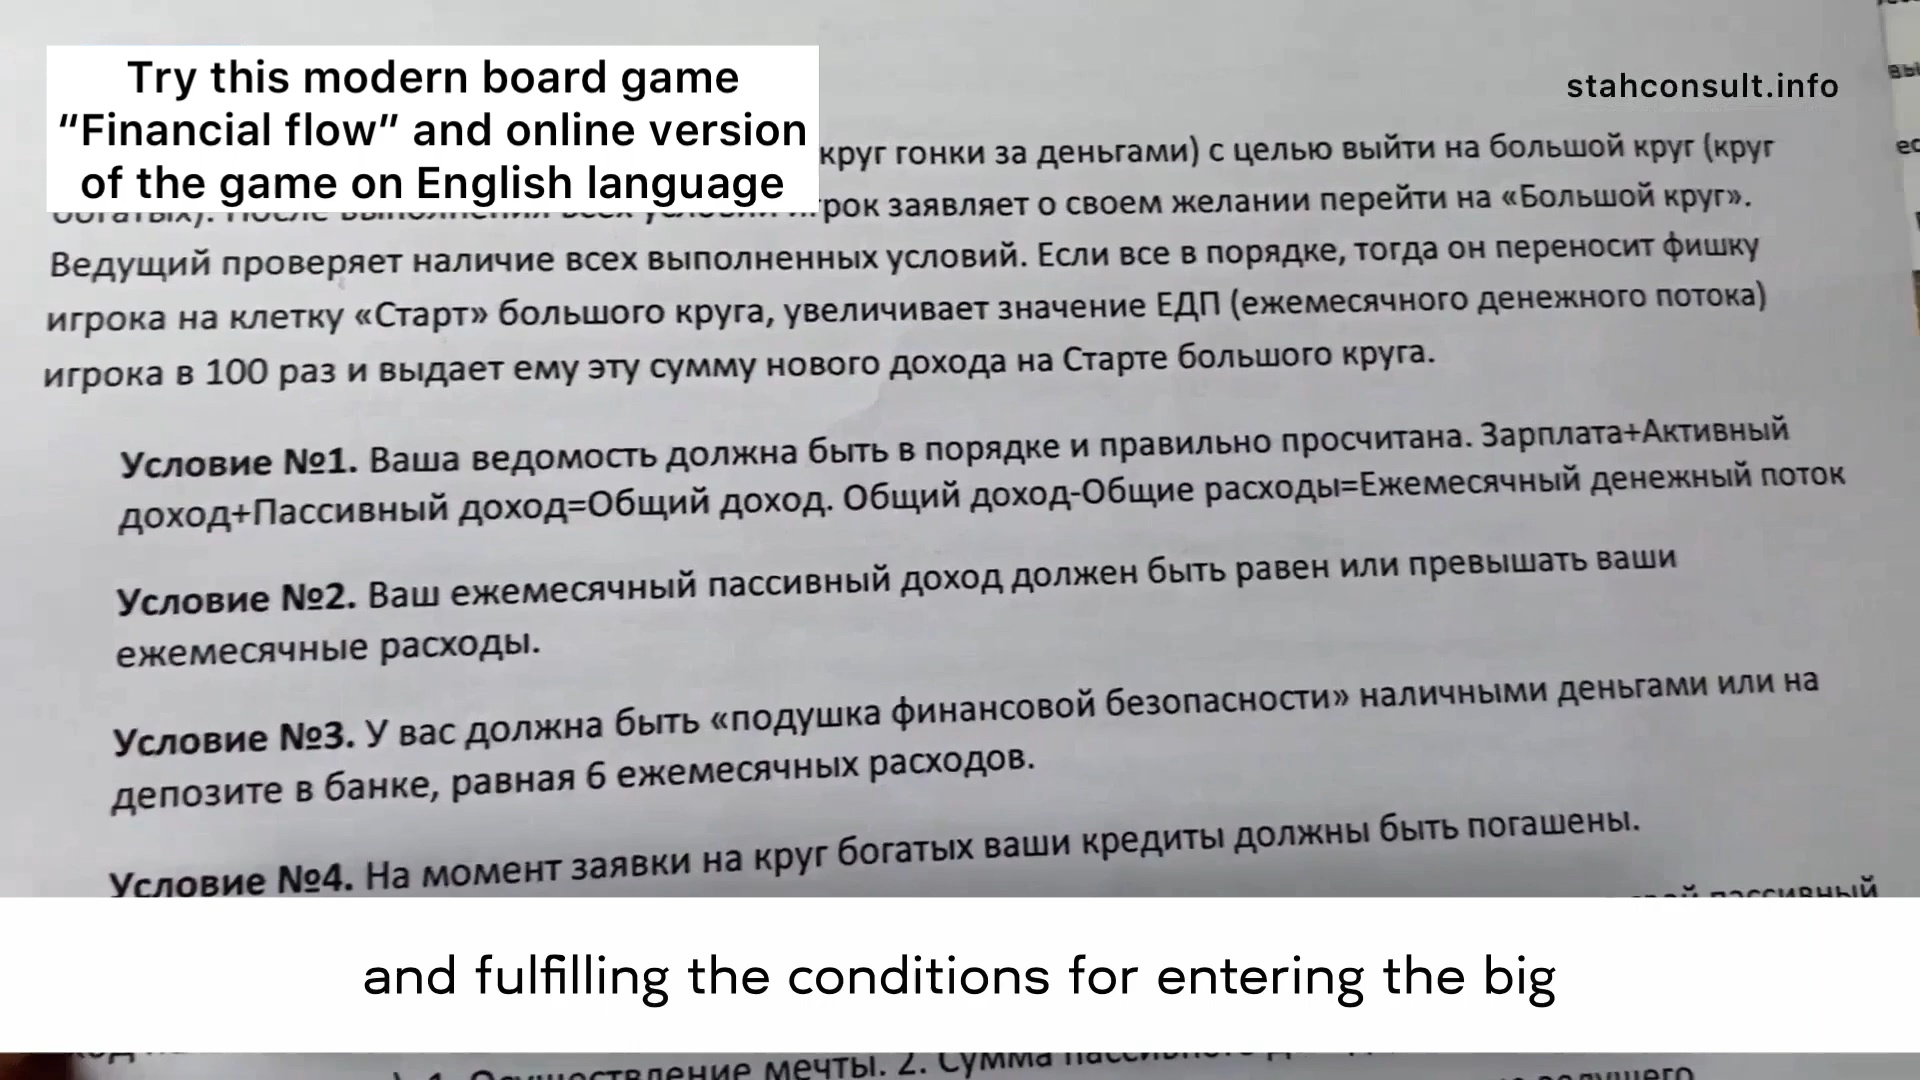 Try this modern board game
“Financial flow” and online version
of the game on English language
stahconsult.info
круг гонки за деньгами) с целью выйти на большой круг (круг
заявляет о своем желании перейти на «Большой круг».
Ведущий проверяет наличие всех выполненных условий. Если все в порядке, тогда он переносит фишку
игрока на клетку «Старт» большого круга, увеличивает значение ЕДП (ежемесячного денежного потока)
игрока в 100 раз и выдает ему эту сумму нового дохода на Старте большого круга.
Условие №1. Ваша ведомость должна быть в порядке и правильно просчитана. Зарплата+Активный
доход+Пассивный доход=Общий доход. Общий доход-Общие расходы=Ежемесячный денежный поток
Условие №2. Ваш ежемесячный пассивный доход должен быть равен или превышать ваши
ежемесячные расходы.
Условие №3. У вас должна быть «подушка финансовой безопасности» наличными деньгами или на
депозите в банке, равная 6 ежемесячных расходов.
Условие №4. На момент заявки на круг богатых ваши кредиты должны быть погашены.
пассивный
and fulfilling the conditions for entering the big
мечты. 2. Сумма